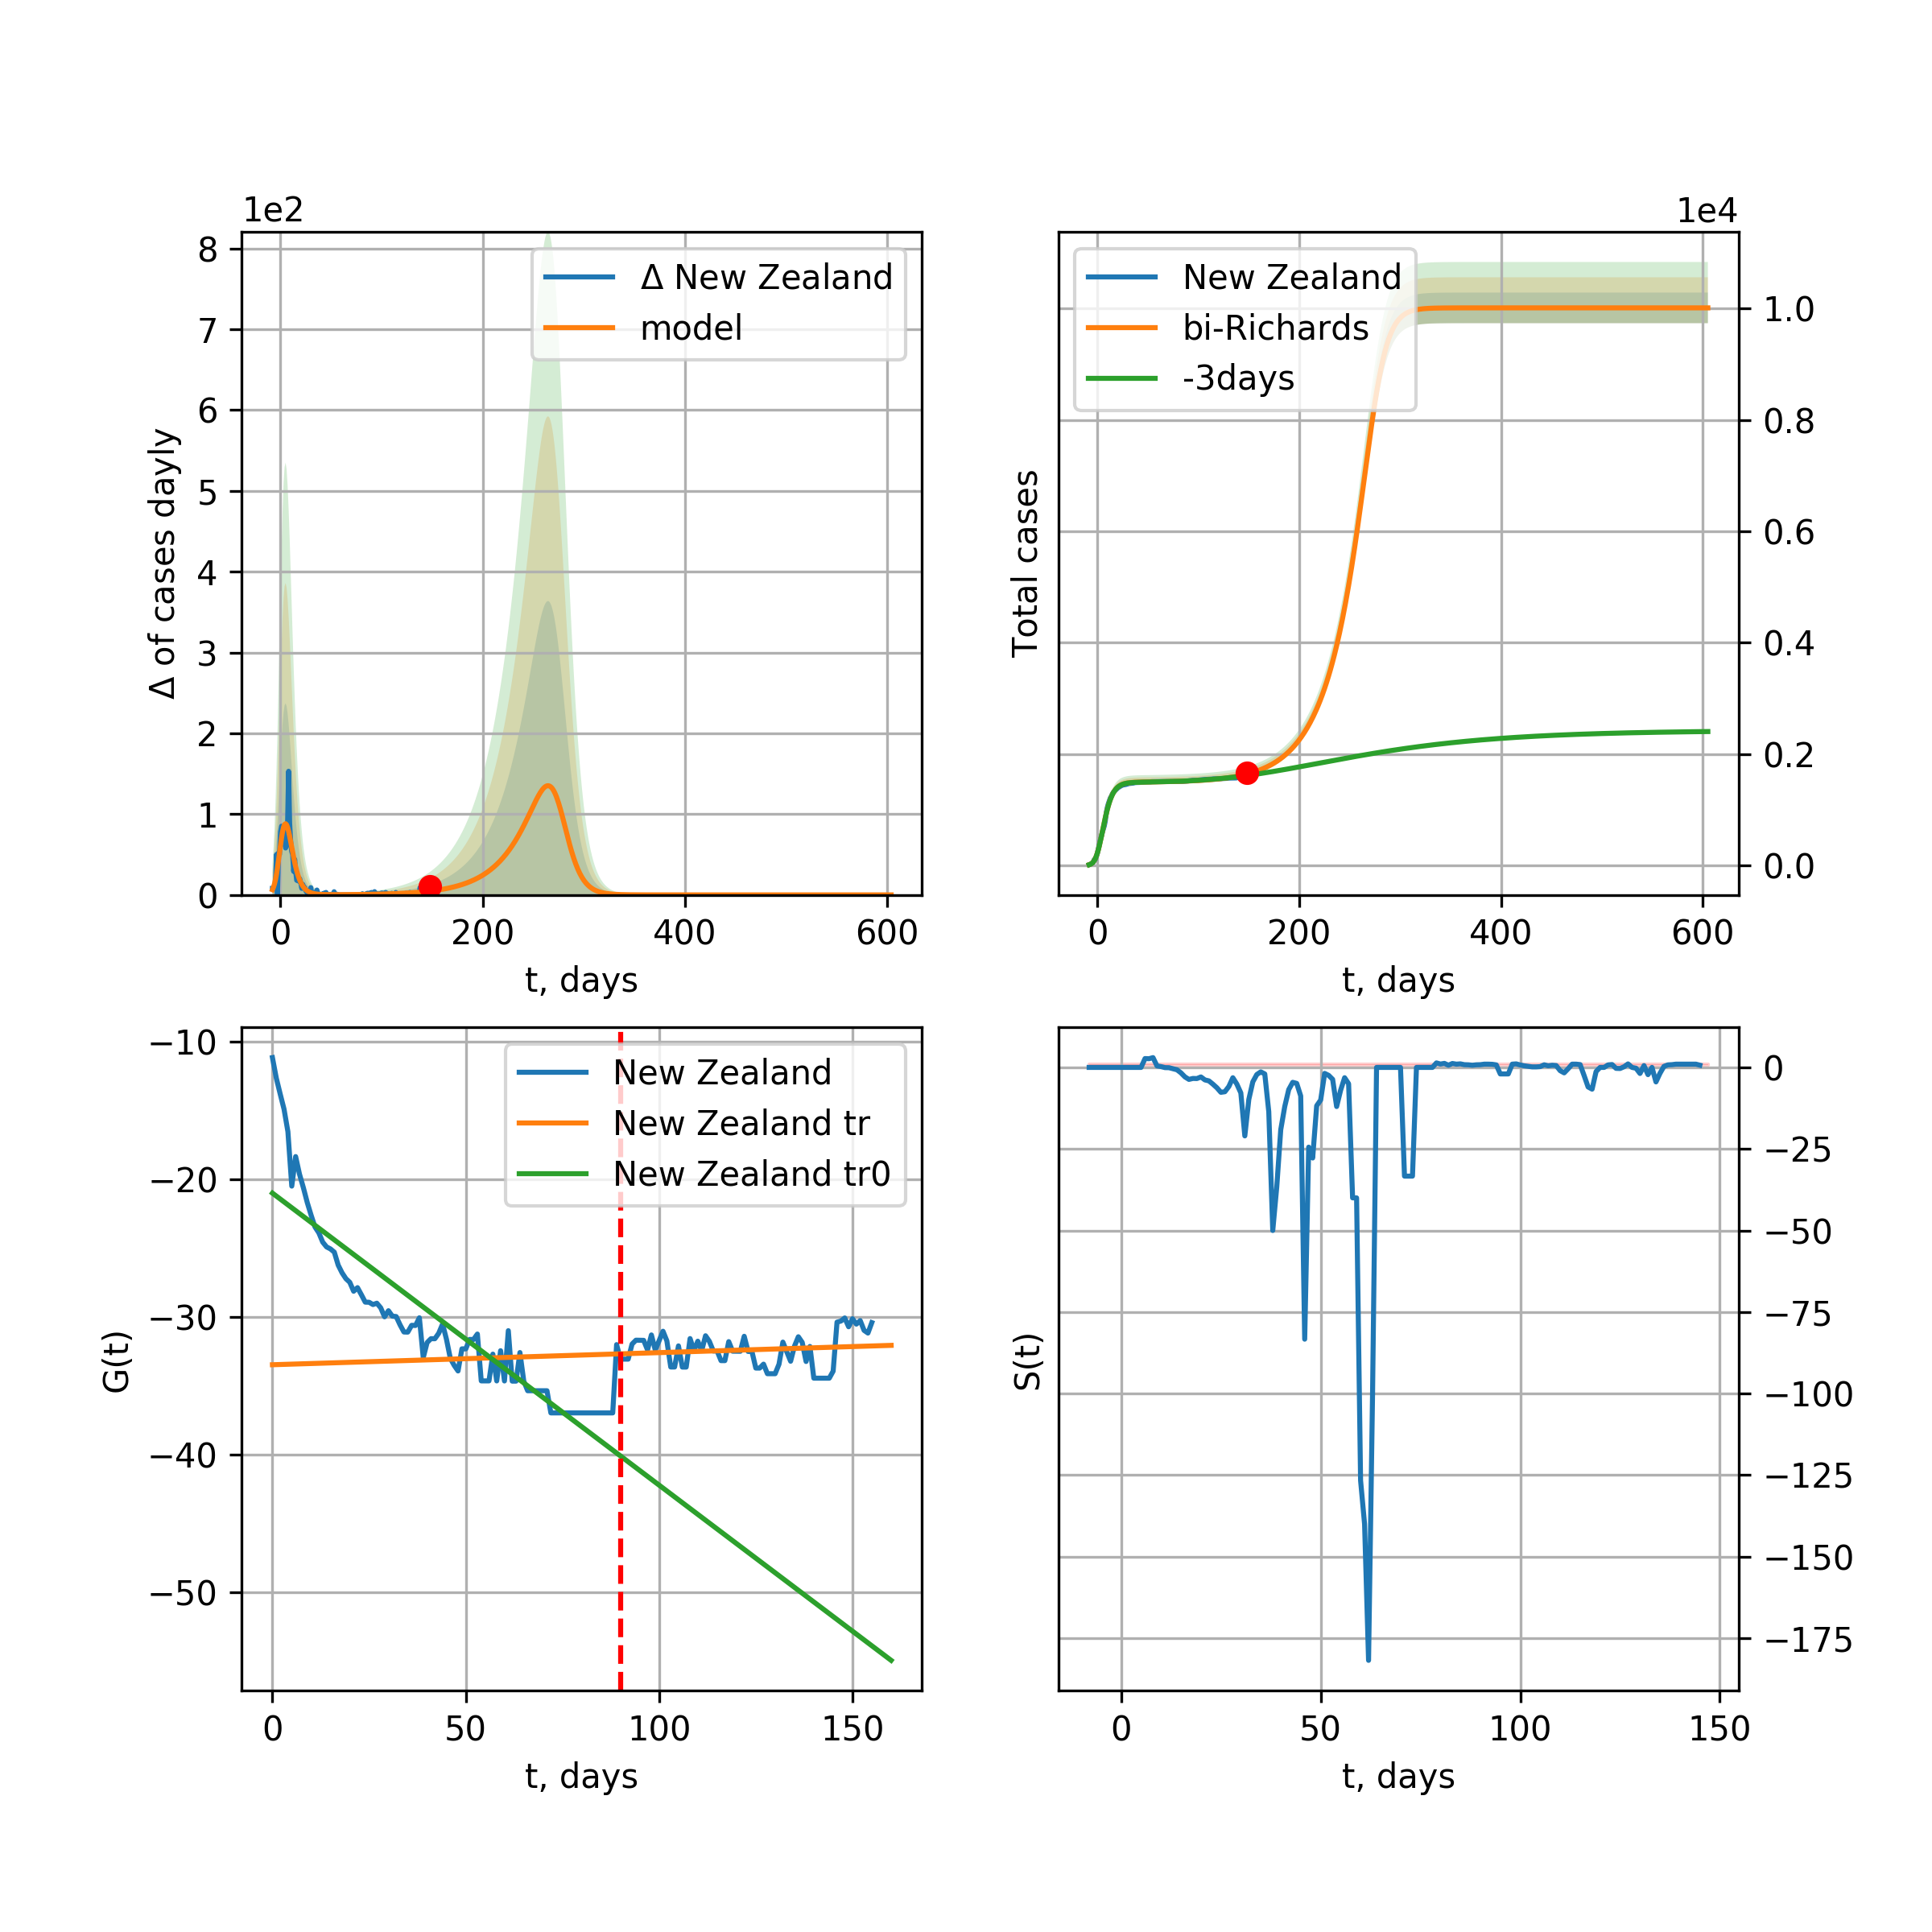 1e2
8
7
6
5
4
3
2
1
0
Δ of cases dayly
Δ New Zealand
model
0 200 400 600
t, days
1e4
New Zealand
bi-Richards
-3days
Total cases
1.0
0.8
0.6
0.4
0.2
0.0
0 200 400 600
t, days
−10
−20
−30
−40
−50
G(t)
New Zealand
New Zealand tr
New Zealand tr0
0 50 100 150
t, days
S(t)
0
−25
−50
−75
−100
−125
−150
−175
0 50 100 150
t, days